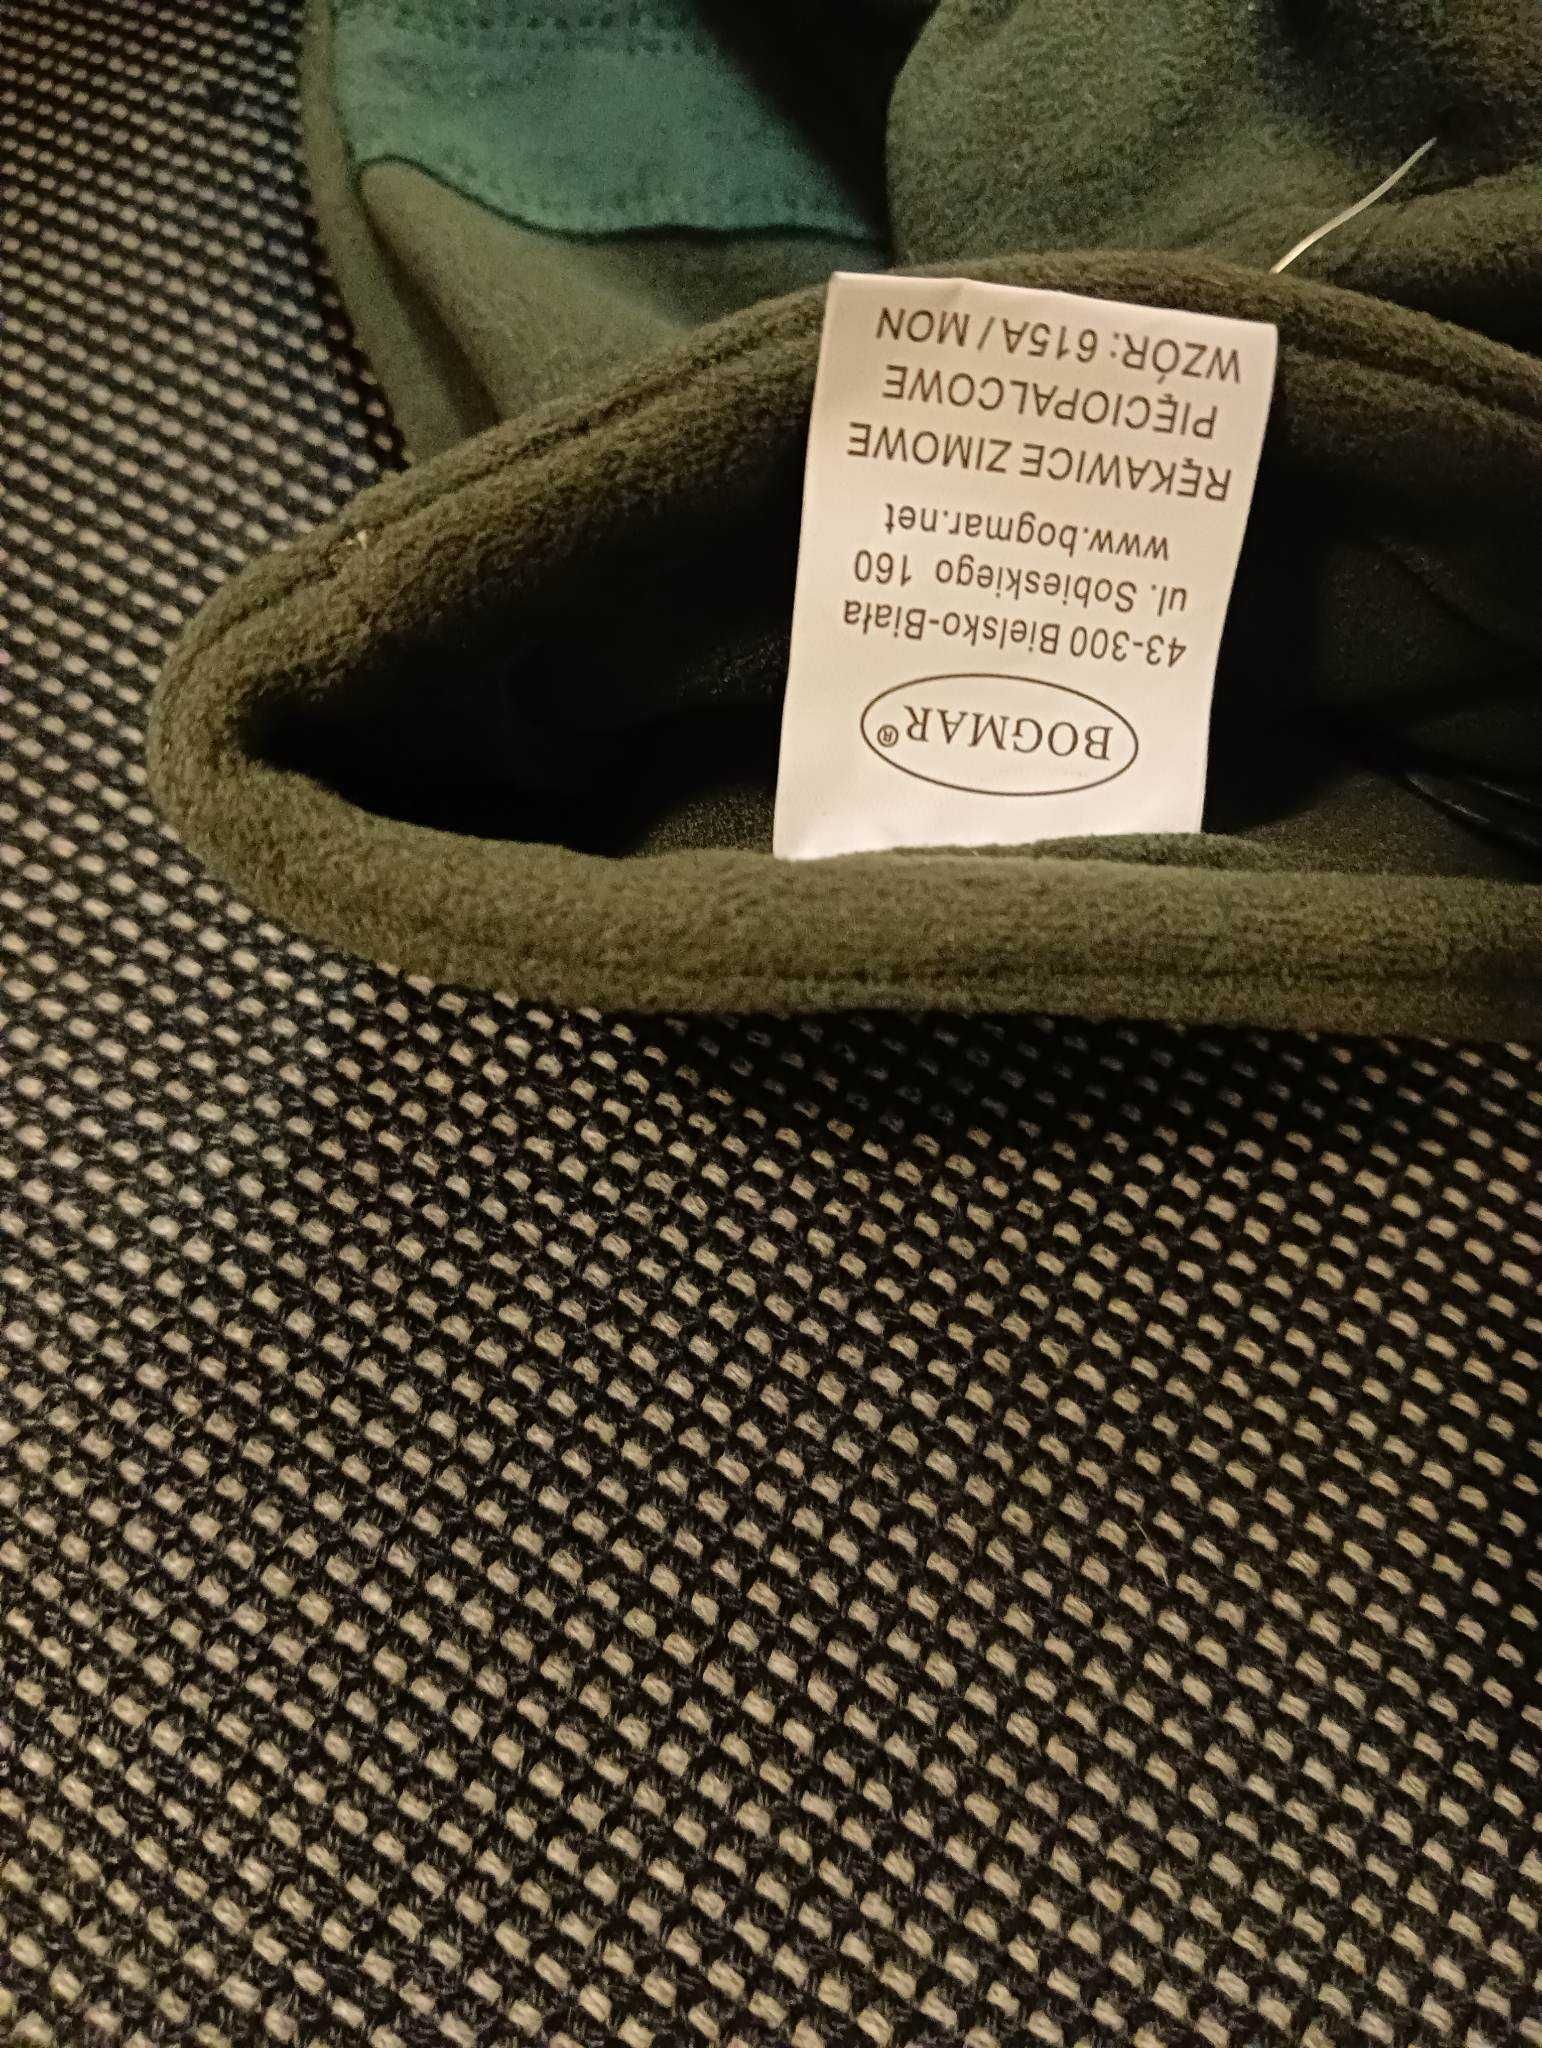 BOGMAR®
43-300 Bielsko-Biała
ul. Sobieskiego 160
www.bogmar.net
RĘKAWICE ZIMOWE
PIĘCIOPALCOWE
WZÓR: 615A / MON